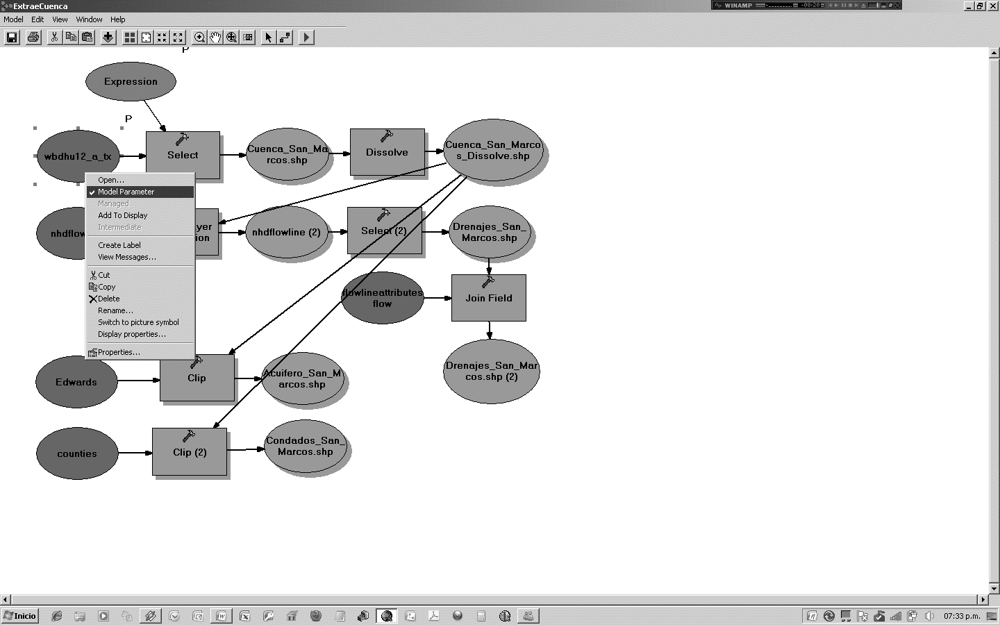 ExtraeCuenca
WINAMP
-00:20
Model Edit View Window Help
P
Expression
P
wbdhu12_a_tx
Select
Cuenca_San_Ma
rcos.shp
Dissolve
Cuenca_San_Marco
s_Dissolve.shp
Open...
Model Parameter
Managed
Add To Display
Intermediate
Create Label
View Messages...
Cut
Copy
Delete
Rename...
Switch to picture symbol
Display properties...
Properties...
nhdflow
yer
ion
nhdflowline (2)
Select (2)
Drenajes_San_
Marcos.shp
flowlineattributes
flow
Join Field
Drenajes_San_Mar
cos.shp (2)
Edwards
Clip
Acuifero_San_M
arcos.shp
counties
Clip (2)
Condados_San_
Marcos.shp
Inicio
07:33 p.m.